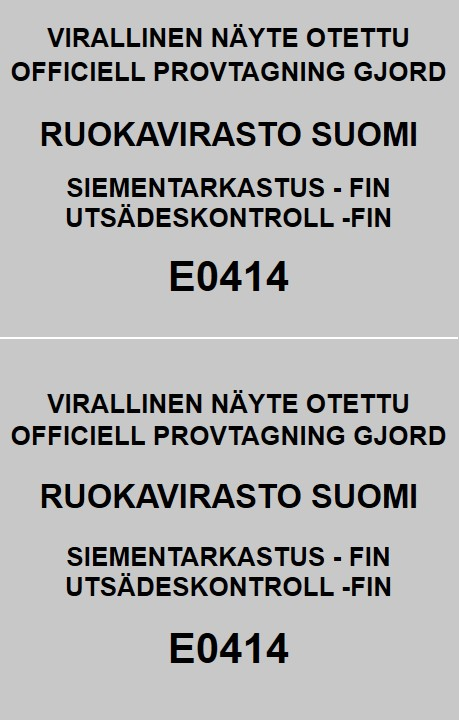 VIRALLINEN NÄYTE OTETTU
OFFICIELL PROVTAGNING GJORD
RUOKAVIRASTO SUOMI
SIEMENTARKASTUS - FIN
UTSÄDESKONTROLL -FIN
E0414
VIRALLINEN NÄYTE OTETTU
OFFICIELL PROVTAGNING GJORD
RUOKAVIRASTO SUOMI
SIEMENTARKASTUS - FIN
UTSÄDESKONTROLL -FIN
E0414